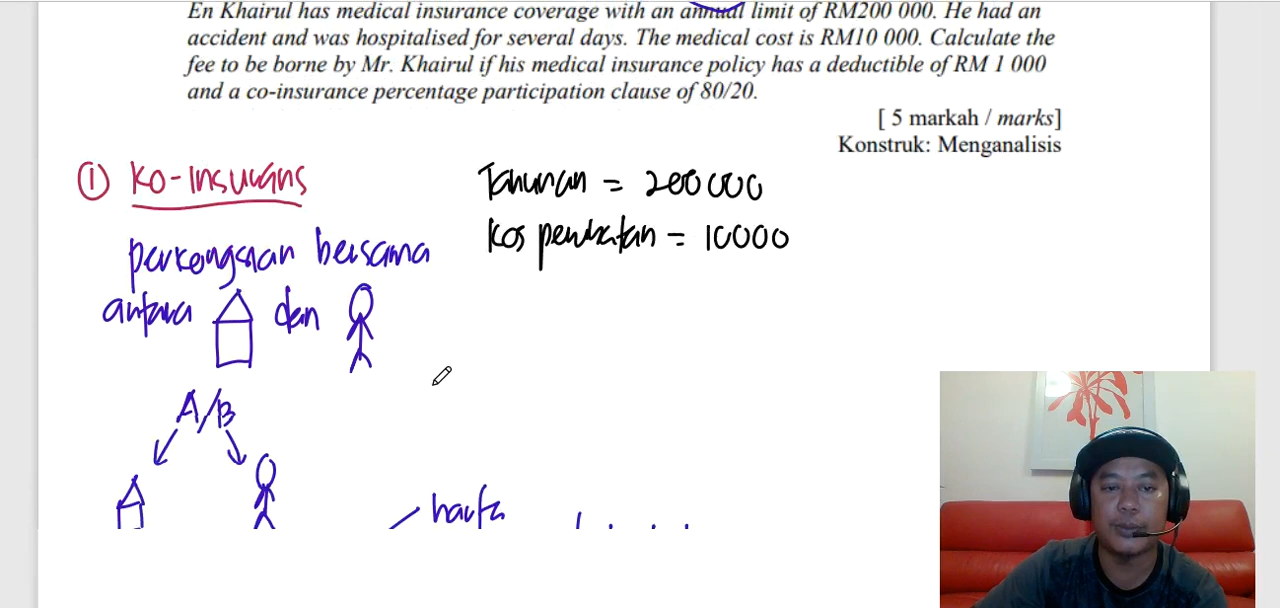 En Khairul has medical insurance coverage with an annual limit of RM200 000. He had an
accident and was hospitalised for several days. The medical cost is RM10 000. Calculate the
fee to be borne by Mr. Khairul if his medical insurance policy has a deductible of RM 1 000
and a co-insurance percentage participation clause of 80/20.
[ 5 markah / marks]
Konstruk: Menganalisis
① KO-Insurans
Tahunan = 200 000
Kos perubatan = 10000
perkongsian bersama
antara dan
A/B
harta